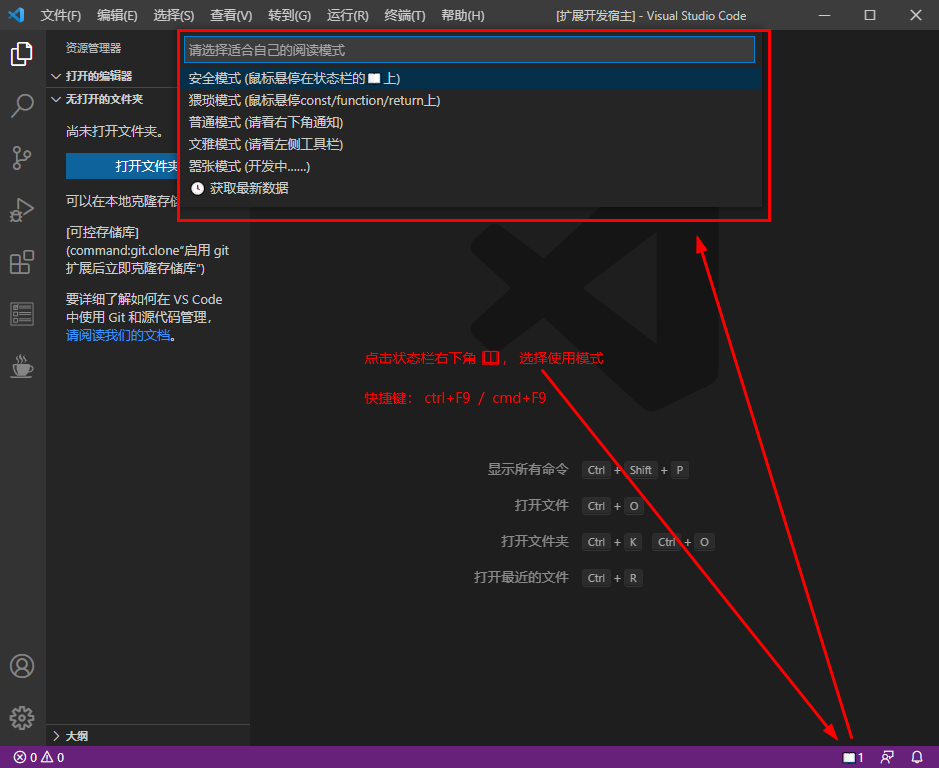 文件(F) 编辑(E) 选择(S) 查看(V) 转到(G) 运行(R) 终端(T) 帮助(H) [扩展开发宿主] - Visual Studio Code
资源管理器
打开的编辑器
无打开的文件夹
尚未打开文件夹。
打开文件夹
可以在本地克隆存储
[可控存储库]
(command:git.clone"启用 git
扩展后立即克隆存储库")
要详细了解如何在 VS Code
中使用 Git 和源代码管理，
请阅读我们的文档。
请选择适合自己的阅读模式
安全模式 (鼠标悬停在状态栏的📖上)
猥琐模式 (鼠标悬停const/function/return上)
普通模式 (请看右下角通知)
文雅模式 (请看左侧工具栏)
嚣张模式 (开发中......)
获取最新数据
点击状态栏右下角 📖 ， 选择使用模式
快捷键： ctrl+F9 / cmd+F9
显示所有命令 Ctrl + Shift + P
打开文件 Ctrl + O
打开文件夹 Ctrl + K Ctrl + O
打开最近的文件 Ctrl + R
大纲
0 0 1